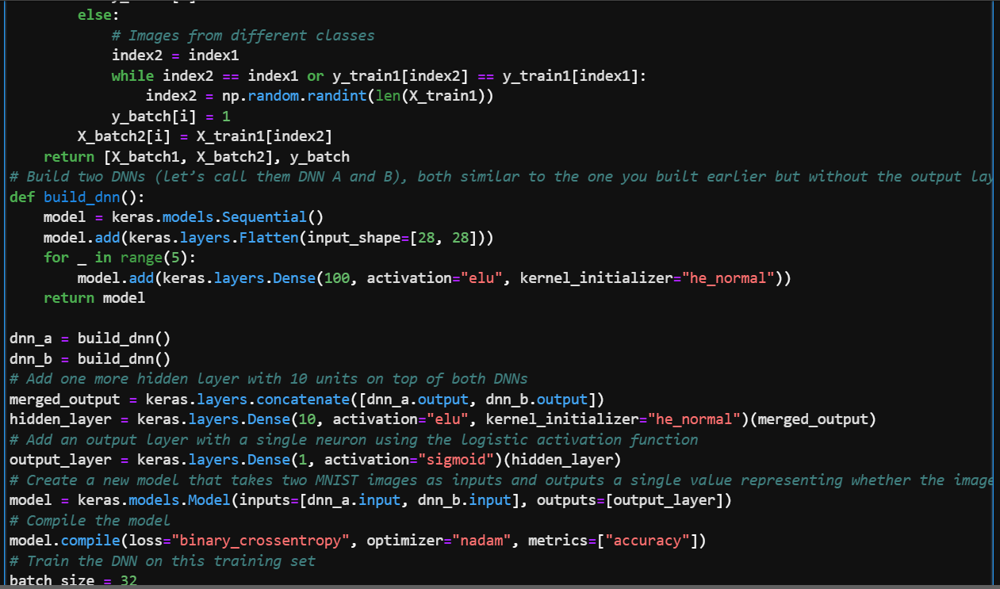 else:
            # Images from different classes
            index2 = index1
            while index2 == index1 or y_train1[index2] == y_train1[index1]:
                index2 = np.random.randint(len(X_train1))
            y_batch[i] = 1
        X_batch2[i] = X_train1[index2]
    return [X_batch1, X_batch2], y_batch
# Build two DNNs (let’s call them DNN A and B), both similar to the one you built earlier but without the output lay
def build_dnn():
    model = keras.models.Sequential()
    model.add(keras.layers.Flatten(input_shape=[28, 28]))
    for _ in range(5):
        model.add(keras.layers.Dense(100, activation="elu", kernel_initializer="he_normal"))
    return model

dnn_a = build_dnn()
dnn_b = build_dnn()
# Add one more hidden layer with 10 units on top of both DNNs
merged_output = keras.layers.concatenate([dnn_a.output, dnn_b.output])
hidden_layer = keras.layers.Dense(10, activation="elu", kernel_initializer="he_normal")(merged_output)
# Add an output layer with a single neuron using the logistic activation function
output_layer = keras.layers.Dense(1, activation="sigmoid")(hidden_layer)
# Create a new model that takes two MNIST images as inputs and outputs a single value representing whether the image
model = keras.models.Model(inputs=[dnn_a.input, dnn_b.input], outputs=[output_layer])
# Compile the model
model.compile(loss="binary_crossentropy", optimizer="nadam", metrics=["accuracy"])
# Train the DNN on this training set
batch_size = 32